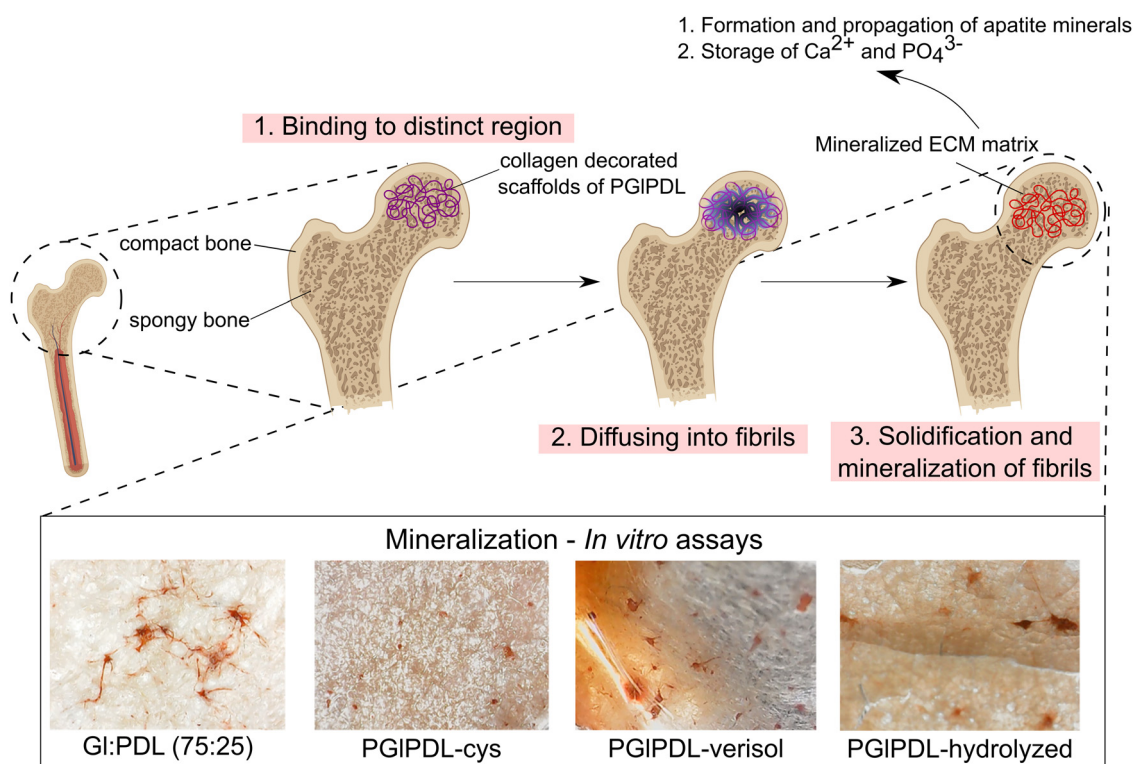 1. Formation and propagation of apatite minerals
2. Storage of Ca2+ and PO43-
1. Binding to distinct region
collagen decorated
scaffolds of PGlPDL
Mineralized ECM matrix
compact bone
spongy bone
2. Diffusing into fibrils
3. Solidification and
mineralization of fibrils
Mineralization - In vitro assays
Gl:PDL (75:25)
PGlPDL-cys
PGlPDL-verisol
PGlPDL-hydrolyzed